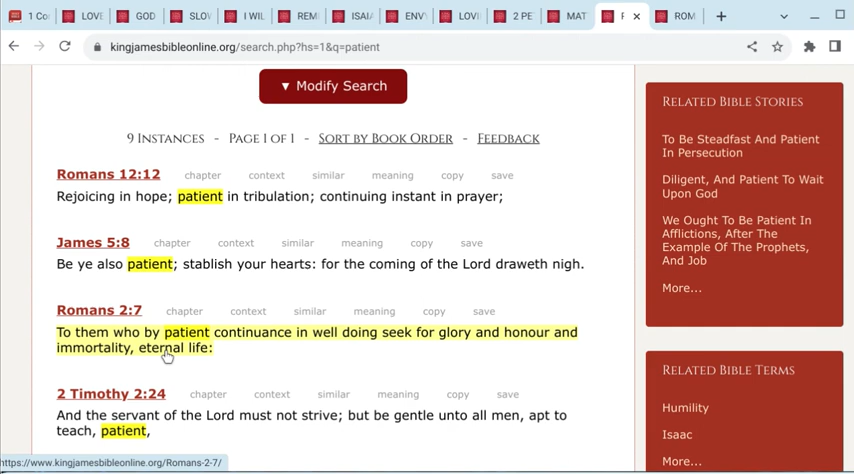 1 Co
LOVE
GOD
SLOW
I WIL
REM
ISAI
ENV
LOVI
2 PE
MAT
ROM
kingjamesbibleonline.org/search.php?hs=1&q=patient
▼ Modify Search
9 INSTANCES - PAGE 1 OF 1 - SORT BY BOOK ORDER - FEEDBACK
Romans 12:12 chapter context similar meaning copy save
Rejoicing in hope; patient in tribulation; continuing instant in prayer;
James 5:8 chapter context similar meaning copy save
Be ye also patient; stablish your hearts: for the coming of the Lord draweth nigh.
Romans 2:7 chapter context similar meaning copy save
To them who by patient continuance in well doing seek for glory and honour and
immortality, eternal life:
2 Timothy 2:24 chapter context similar meaning copy save
And the servant of the Lord must not strive; but be gentle unto all men, apt to
teach, patient,
https://www.kingjamesbibleonline.org/Romans-2-7/
RELATED BIBLE STORIES
To Be Steadfast And Patient
In Persecution
Diligent, And Patient To Wait
Upon God
We Ought To Be Patient In
Afflictions, After The
Example Of The Prophets,
And Job
More...
RELATED BIBLE TERMS
Humility
Isaac
More...